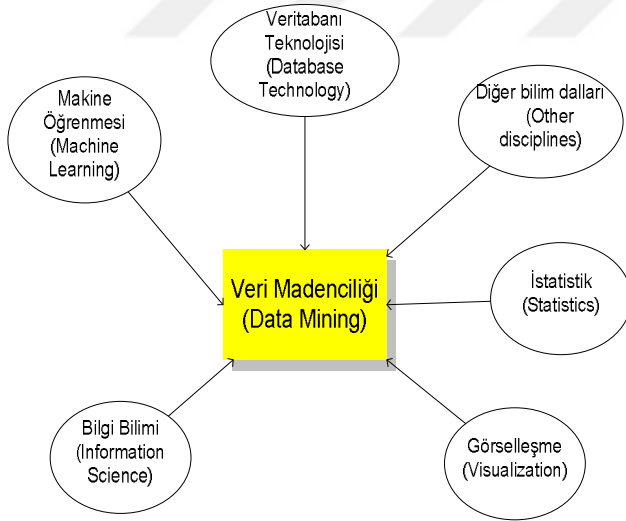 Veritabanı
Teknolojisi
(Database
Technology)
Makine
Öğrenmesi
(Machine
Learning)
Diğer bilim dalları
(Other
disciplines)
Veri Madenciliği
(Data Mining)
İstatistik
(Statistics)
Bilgi Bilimi
(Information
Science)
Görselleşme
(Visualization)